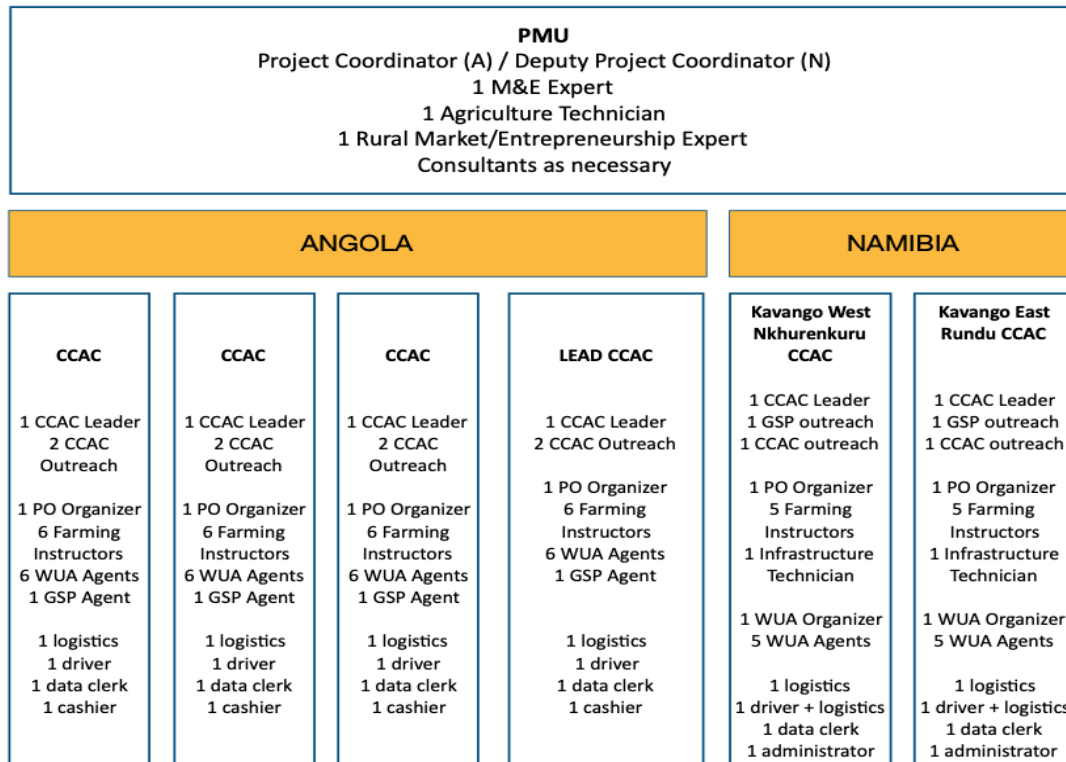 PMU
Project Coordinator (A) / Deputy Project Coordinator (N)
1 M&E Expert
1 Agriculture Technician
1 Rural Market/Entrepreneurship Expert
Consultants as necessary
ANGOLA
NAMIBIA
CCAC
1 CCAC Leader
2 CCAC
Outreach
1 PO Organizer
6 Farming
Instructors
6 WUA Agents
1 GSP Agent
1 logistics
1 driver
1 data clerk
1 cashier
CCAC
1 CCAC Leader
2 CCAC
Outreach
1 PO Organizer
6 Farming
Instructors
6 WUA Agents
1 GSP Agent
1 logistics
1 driver
1 data clerk
1 cashier
CCAC
1 CCAC Leader
2 CCAC
Outreach
1 PO Organizer
6 Farming
Instructors
6 WUA Agents
1 GSP Agent
1 logistics
1 driver
1 data clerk
1 cashier
LEAD CCAC
1 CCAC Leader
2 CCAC Outreach
1 PO Organizer
6 Farming
Instructors
6 WUA Agents
1 GSP Agent
1 logistics
1 driver
1 data clerk
1 cashier
Kavango West
Nkhurenkuru
CCAC
1 CCAC Leader
1 GSP outreach
1 CCAC outreach
1 PO Organizer
5 Farming
Instructors
1 Infrastructure
Technician
1 WUA Organizer
5 WUA Agents
1 logistics
1 driver + logistics
1 data clerk
1 administrator
Kavango East
Rundu CCAC
1 CCAC Leader
1 GSP outreach
1 CCAC outreach
1 PO Organizer
5 Farming
Instructors
1 Infrastructure
Technician
1 WUA Organizer
5 WUA Agents
1 logistics
1 driver + logistics
1 data clerk
1 administrator